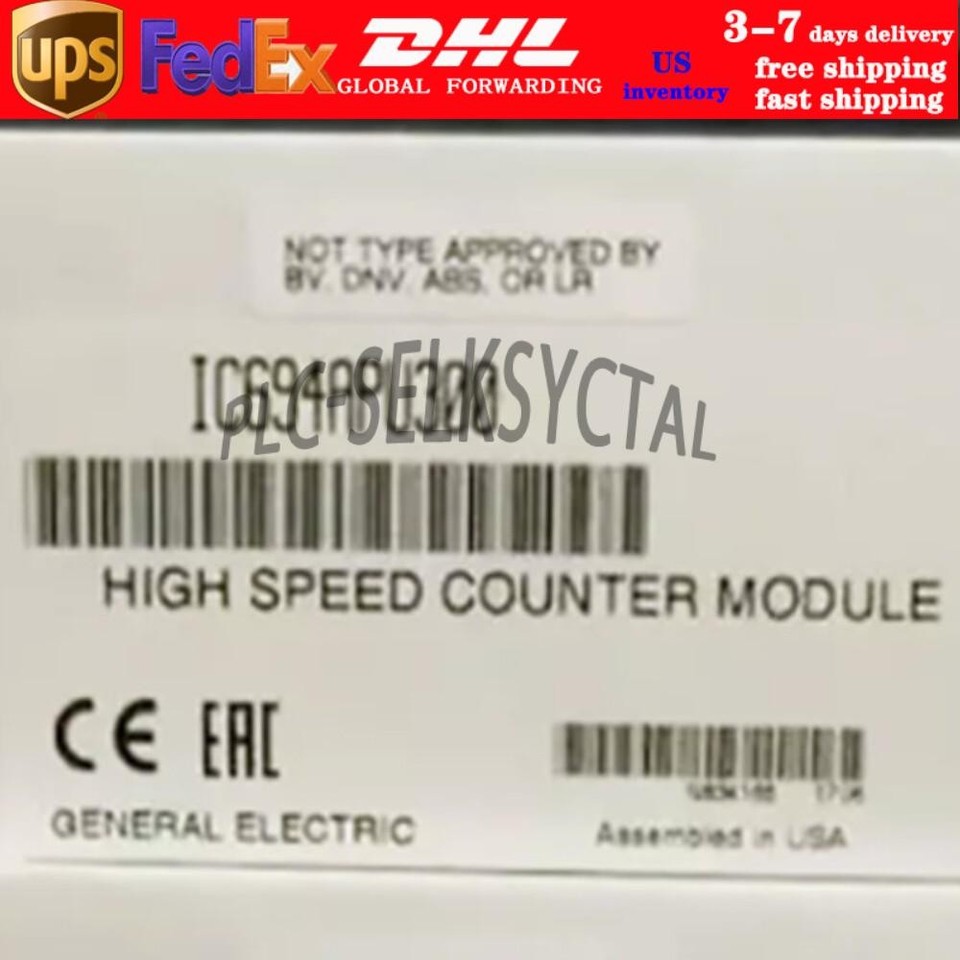 ups FedEx DHL
GLOBAL FORWARDING
US
inventory
3-7 days delivery
free shipping
fast shipping
NOT TYPE APPROVED BY
BV, DNV, ABS, OR LR
IC694APU300
PLC-SELKSYCTAL
HIGH SPEED COUNTER MODULE
CE EAC
GENERAL ELECTRIC
Assembled in USA